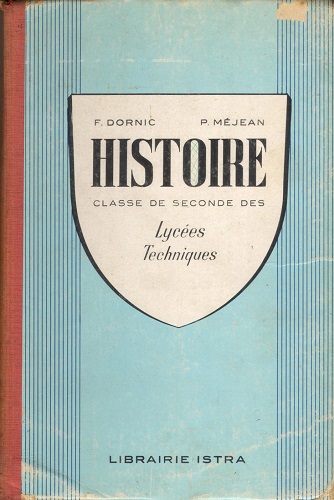 F. DORNIC P. MÉJEAN
HISTOIRE
CLASSE DE SECONDE DES
Lycées
Techniques
LIBRAIRIE ISTRA